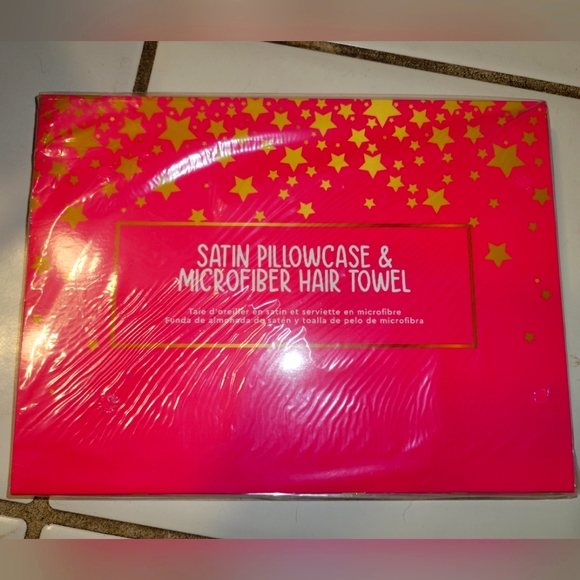 SATIN PILLOWCASE &
MICROFIBER HAIR TOWEL
Taie d'oreiller en satin et serviette en microfibre
Funda de almohada de satén y toalla de pelo de microfibra